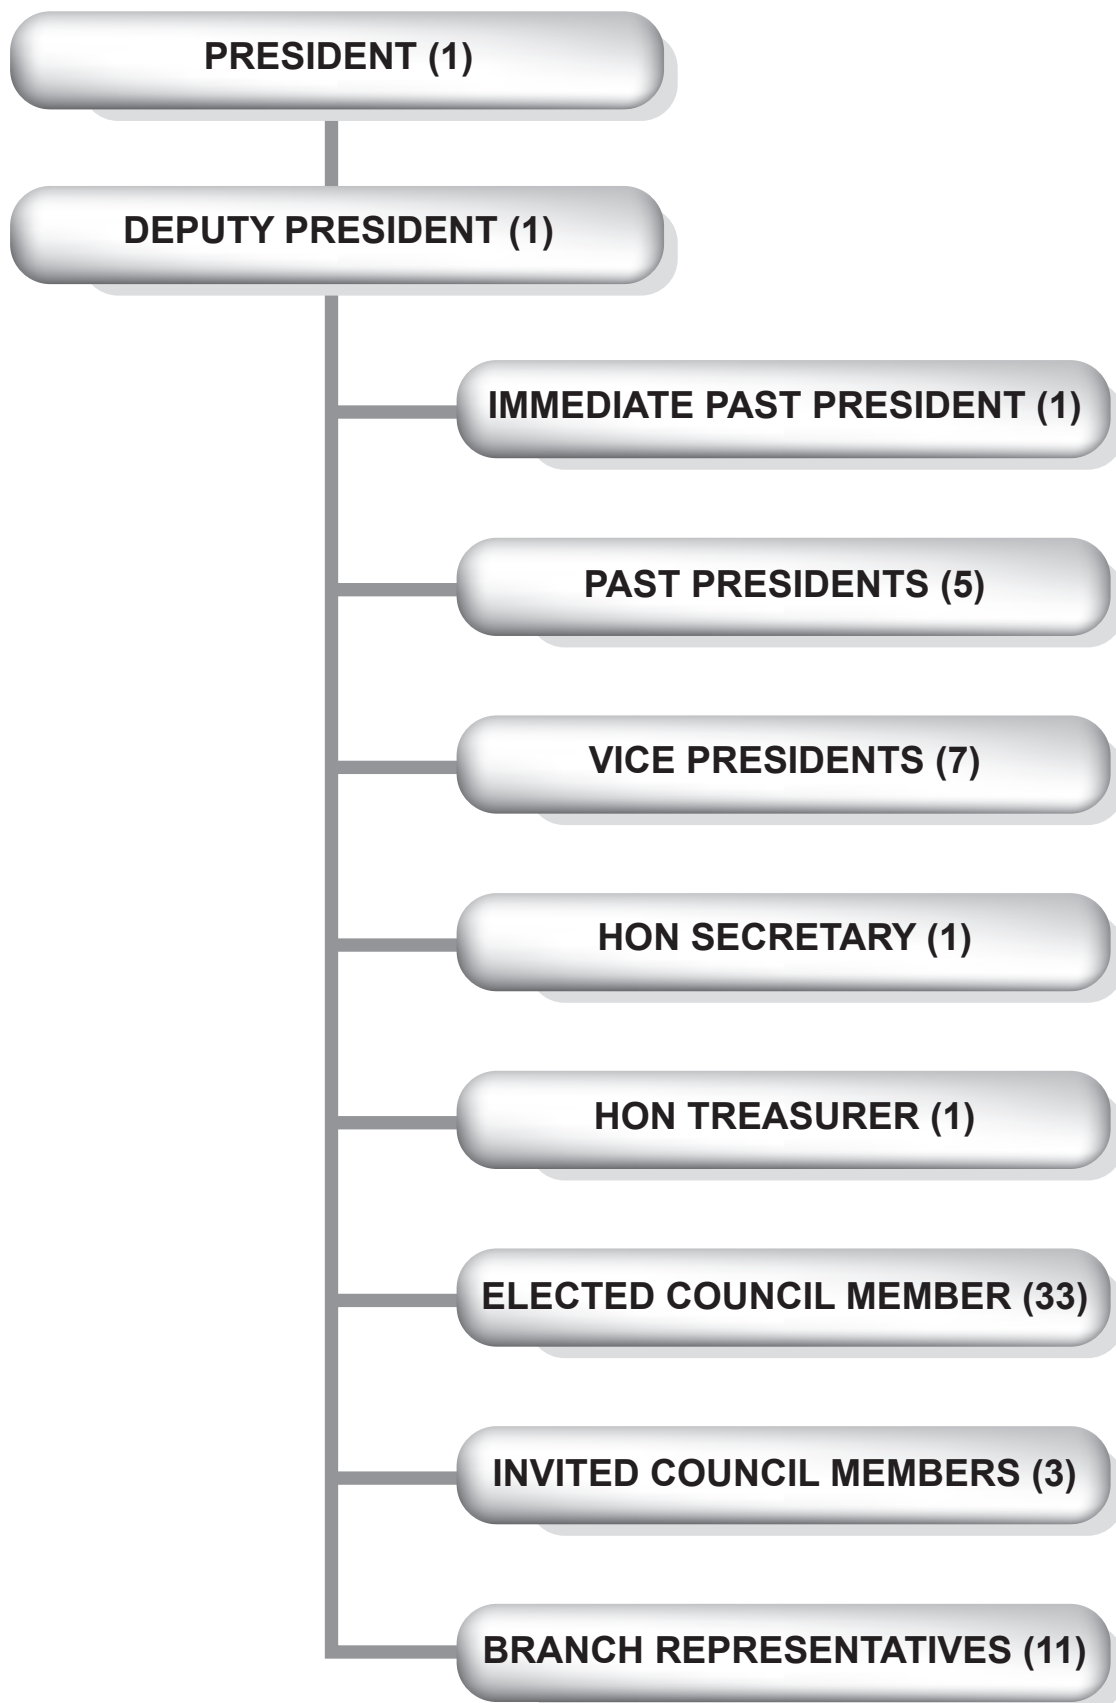 PRESIDENT (1)
DEPUTY PRESIDENT (1)
IMMEDIATE PAST PRESIDENT (1)
PAST PRESIDENTS (5)
VICE PRESIDENTS (7)
HON SECRETARY (1)
HON TREASURER (1)
ELECTED COUNCIL MEMBER (33)
INVITED COUNCIL MEMBERS (3)
BRANCH REPRESENTATIVES (11)